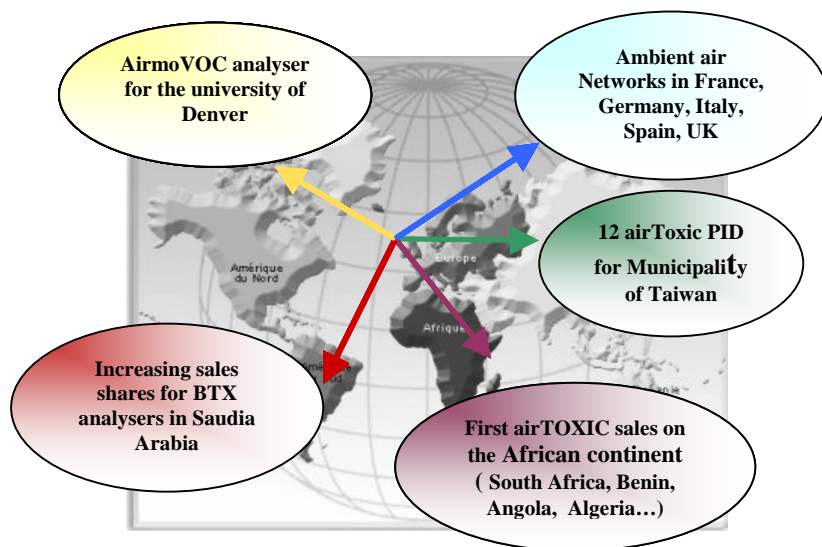 AirmoVOC analyser
for the university of
Denver
Ambient air
Networks in France,
Germany, Italy,
Spain, UK
12 airToxic PID
for Municipality
of Taiwan
Europe
Amérique
du Nord
Afrique
Increasing sales
shares for BTX
analysers in Saudia
Arabia
First airTOXIC sales on
the African continent
( South Africa, Benin,
Angola, Algeria…)